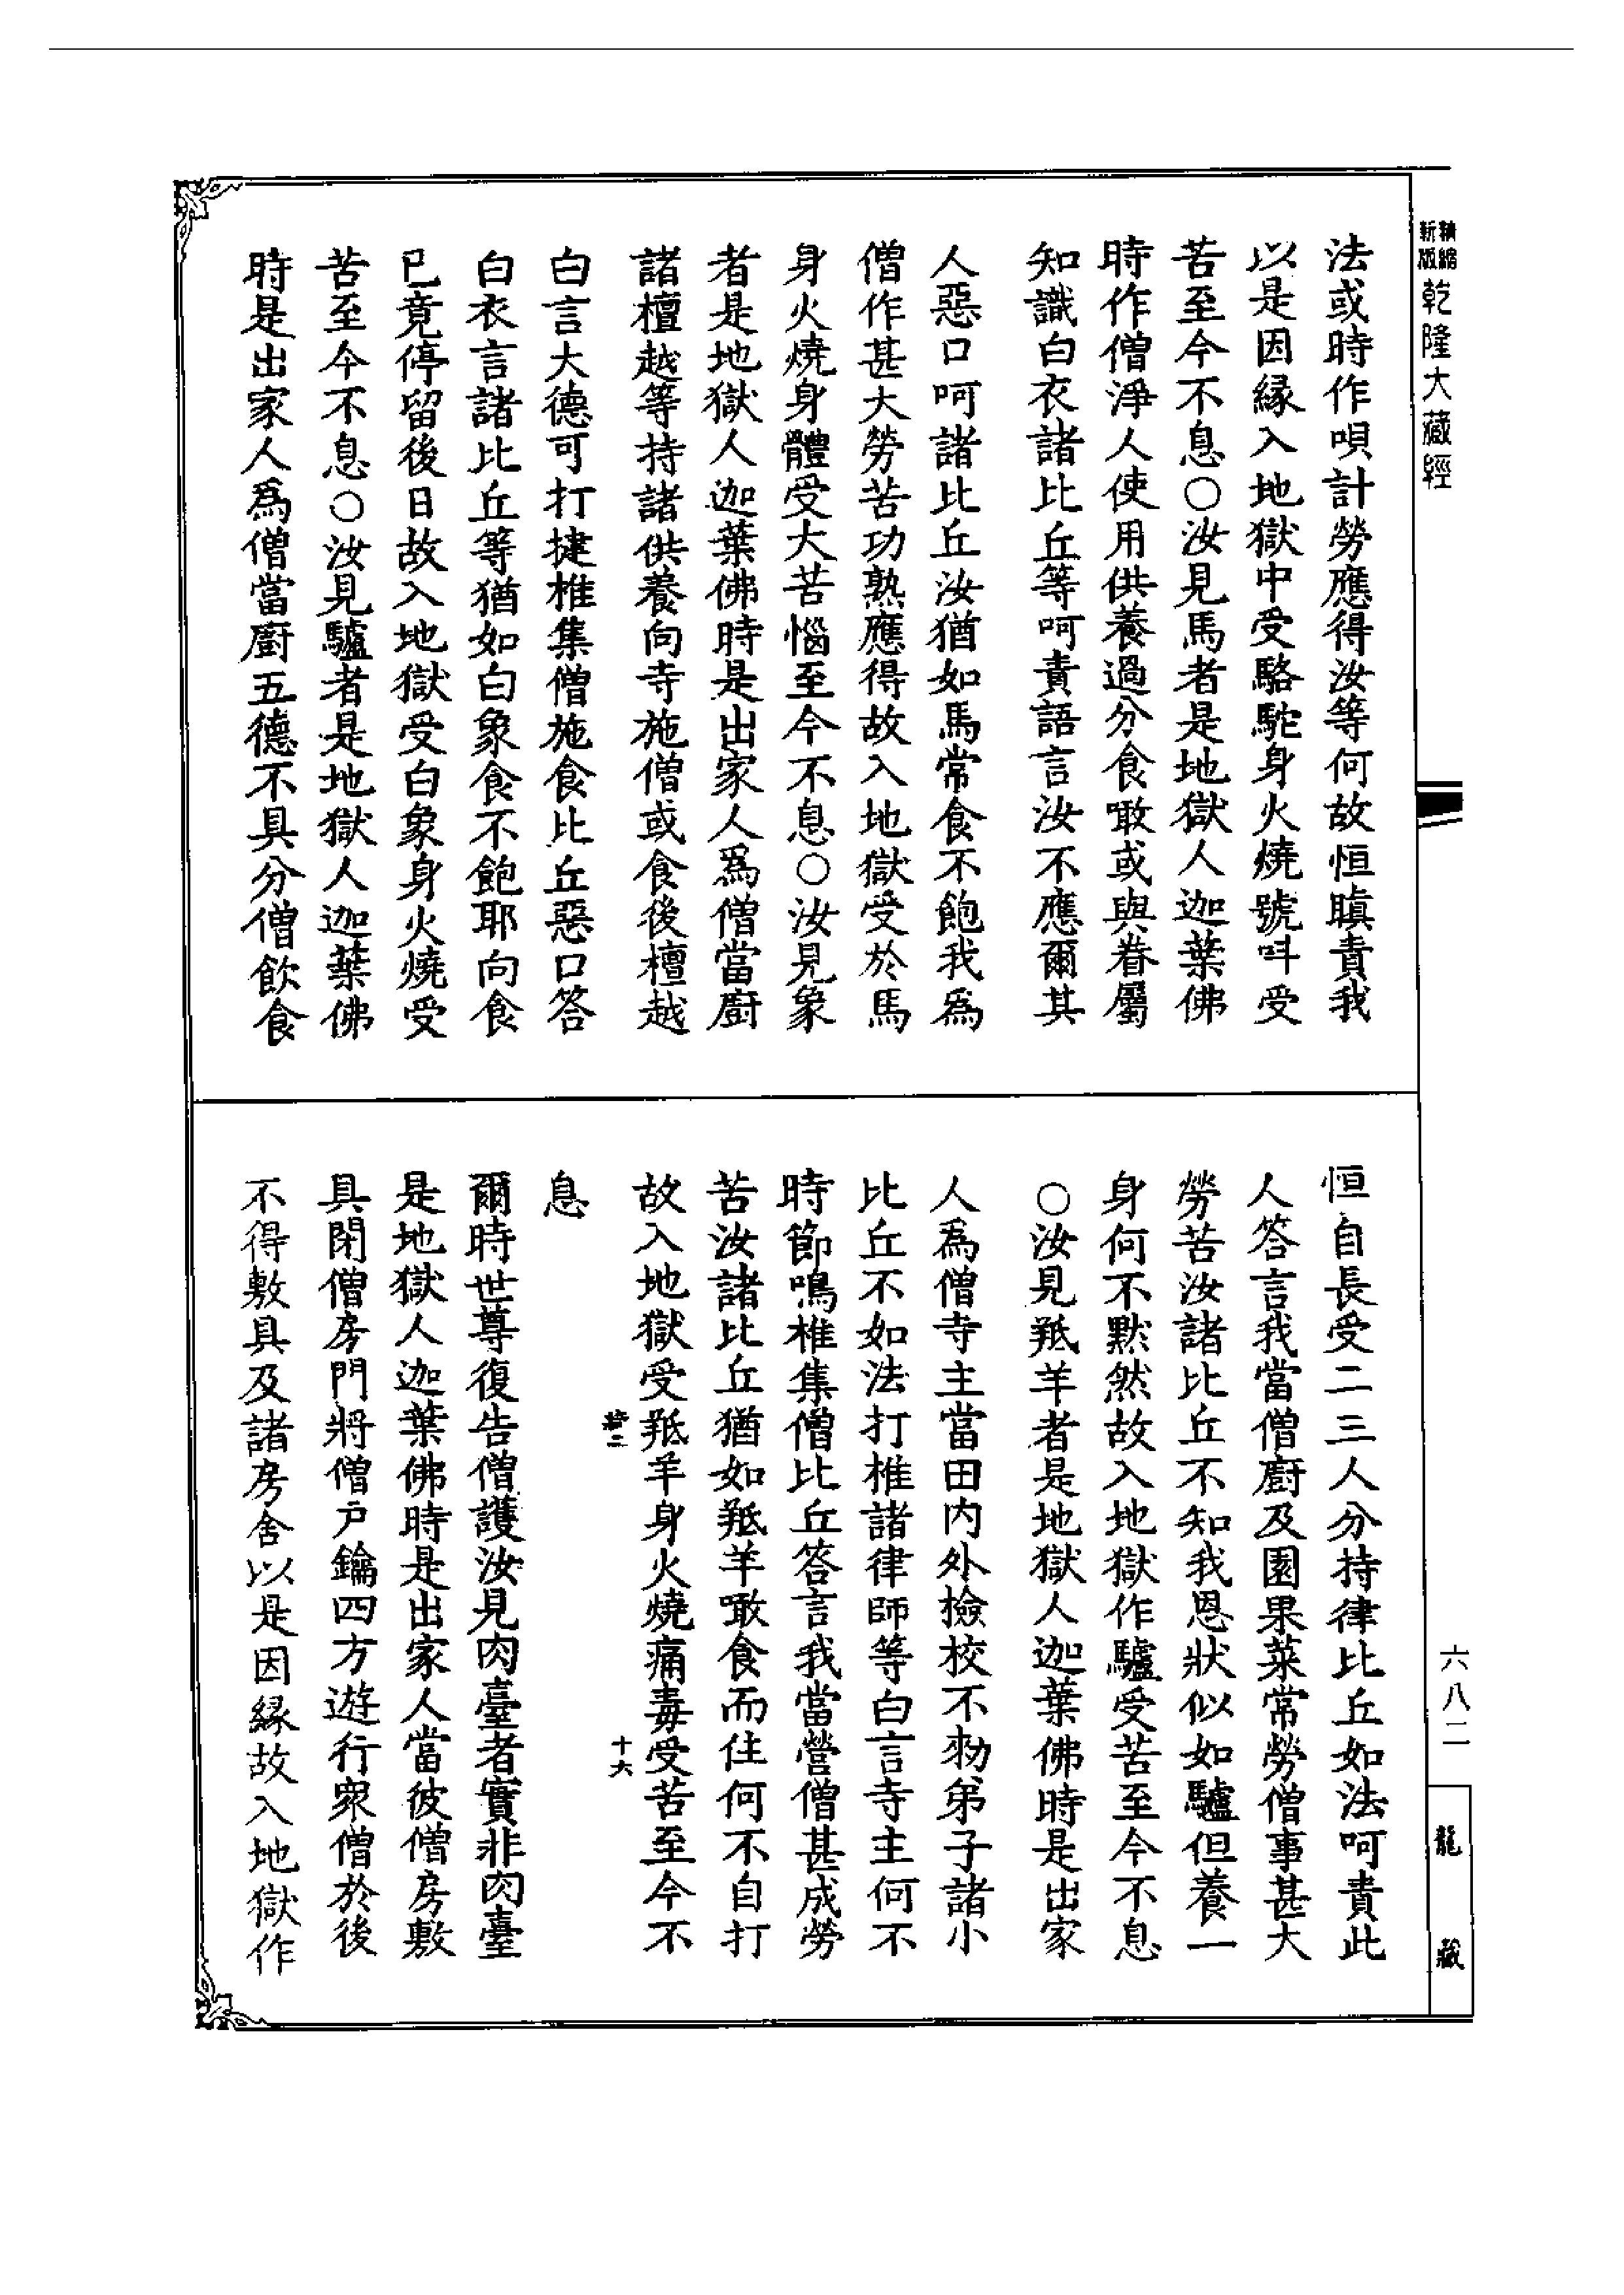 精縮新版乾隆大藏經
法或時作唄計勞應得汝等何故恒瞋責我
以是因緣入地獄中受駱駝身火燒號叫受
苦至今不息○汝見馬者是地獄人迦葉佛
時作僧淨人使用供養過分食噉或與眷屬
知識白衣諸比丘等呵責語言汝不應爾其
人惡口呵諸比丘汝猶如馬常食不飽我爲
僧作甚大勞苦功熟應得故入地獄受於馬
身火燒身體受大苦惱至今不息○汝見象
者是地獄人迦葉佛時是出家人爲僧當廚
諸檀越等持諸供養向寺施僧或食後檀越
白言大德可打揵椎集僧施食比丘惡口答
白衣言諸比丘等猶如白象食不飽耶向食
已竟停留後日故入地獄受白象身火燒受
苦至今不息○汝見驢者是地獄人迦葉佛
時是出家人爲僧當廚五德不具分僧飲食
恒自長受二三人分持律比丘如法呵責此
人答言我當僧廚及園果菜常勞僧事甚大
勞苦汝諸比丘不知我恩狀似如驢但養一
身何不默然故入地獄作驢受苦至今不息
○汝見羝羊者是地獄人迦葉佛時是出家
人爲僧寺主當田内外撿校不勑弟子諸小
比丘不如法打椎諸律師等白言寺主何不
時節鳴椎集僧比丘答言我當營僧甚成勞
苦汝諸比丘猶如羝羊噉食而住何不自打
故入地獄受羝羊身火燒痛毒受苦至今不
十六
息
爾時世尊復告僧護汝見肉臺者實非肉臺
是地獄人迦葉佛時是出家人當彼僧房敷
具閉僧房門將僧戶鑰四方遊行衆僧於後
不得敷具及諸房舍以是因緣故入地獄作
六八二
龍藏